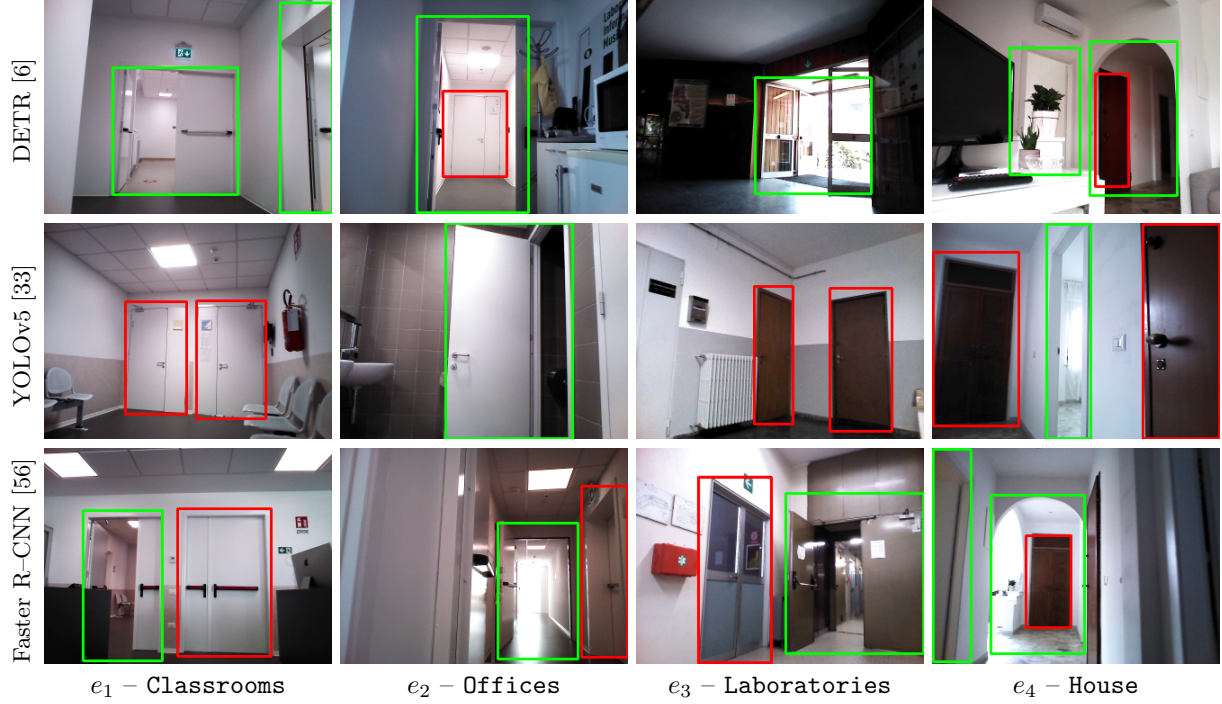 DETR [6]
YOLOv5 [33]
Faster R–CNN [56]
e₁ – Classrooms
e₂ – Offices
e₃ – Laboratories
e₄ – House